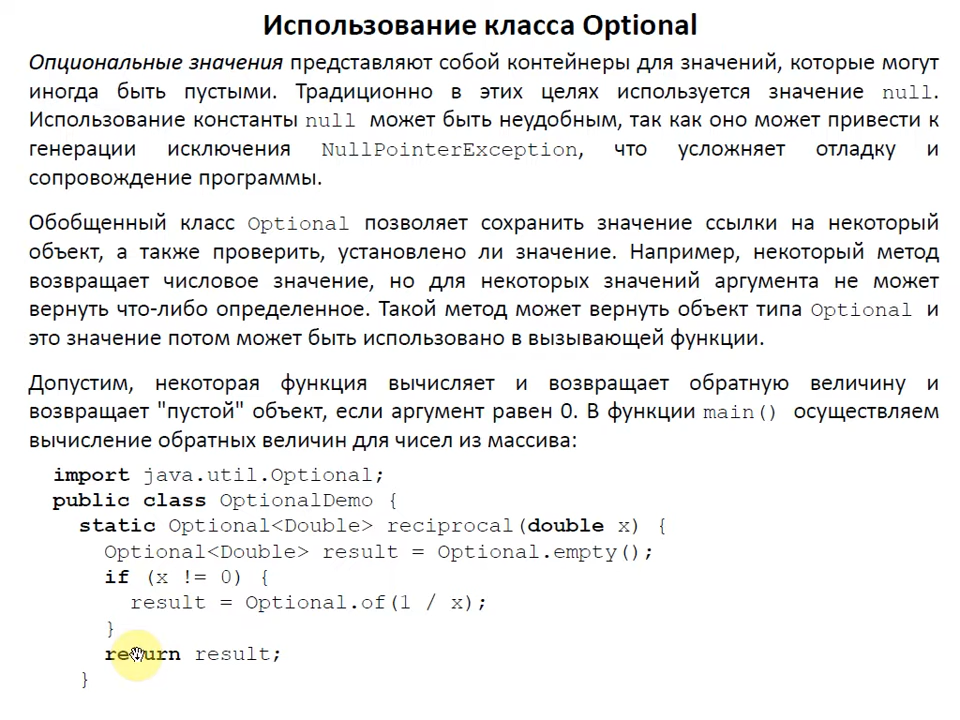 Использование класса Optional
Опциональные значения представляют собой контейнеры для значений, которые могут
иногда быть пустыми. Традиционно в этих целях используется значение null.
Использование константы null может быть неудобным, так как оно может привести к
генерации исключения NullPointerException, что усложняет отладку и
сопровождение программы.
Обобщенный класс Optional позволяет сохранить значение ссылки на некоторый
объект, а также проверить, установлено ли значение. Например, некоторый метод
возвращает числовое значение, но для некоторых значений аргумента не может
вернуть что-либо определенное. Такой метод может вернуть объект типа Optional и
это значение потом может быть использовано в вызывающей функции.
Допустим, некоторая функция вычисляет и возвращает обратную величину и
возвращает "пустой" объект, если аргумент равен 0. В функции main() осуществляем
вычисление обратных величин для чисел из массива:
import java.util.Optional;
public class OptionalDemo {
static Optional<Double> reciprocal(double x) {
Optional<Double> result = Optional.empty();
if (x != 0) {
result = Optional.of(1 / x);
}
return result;
}